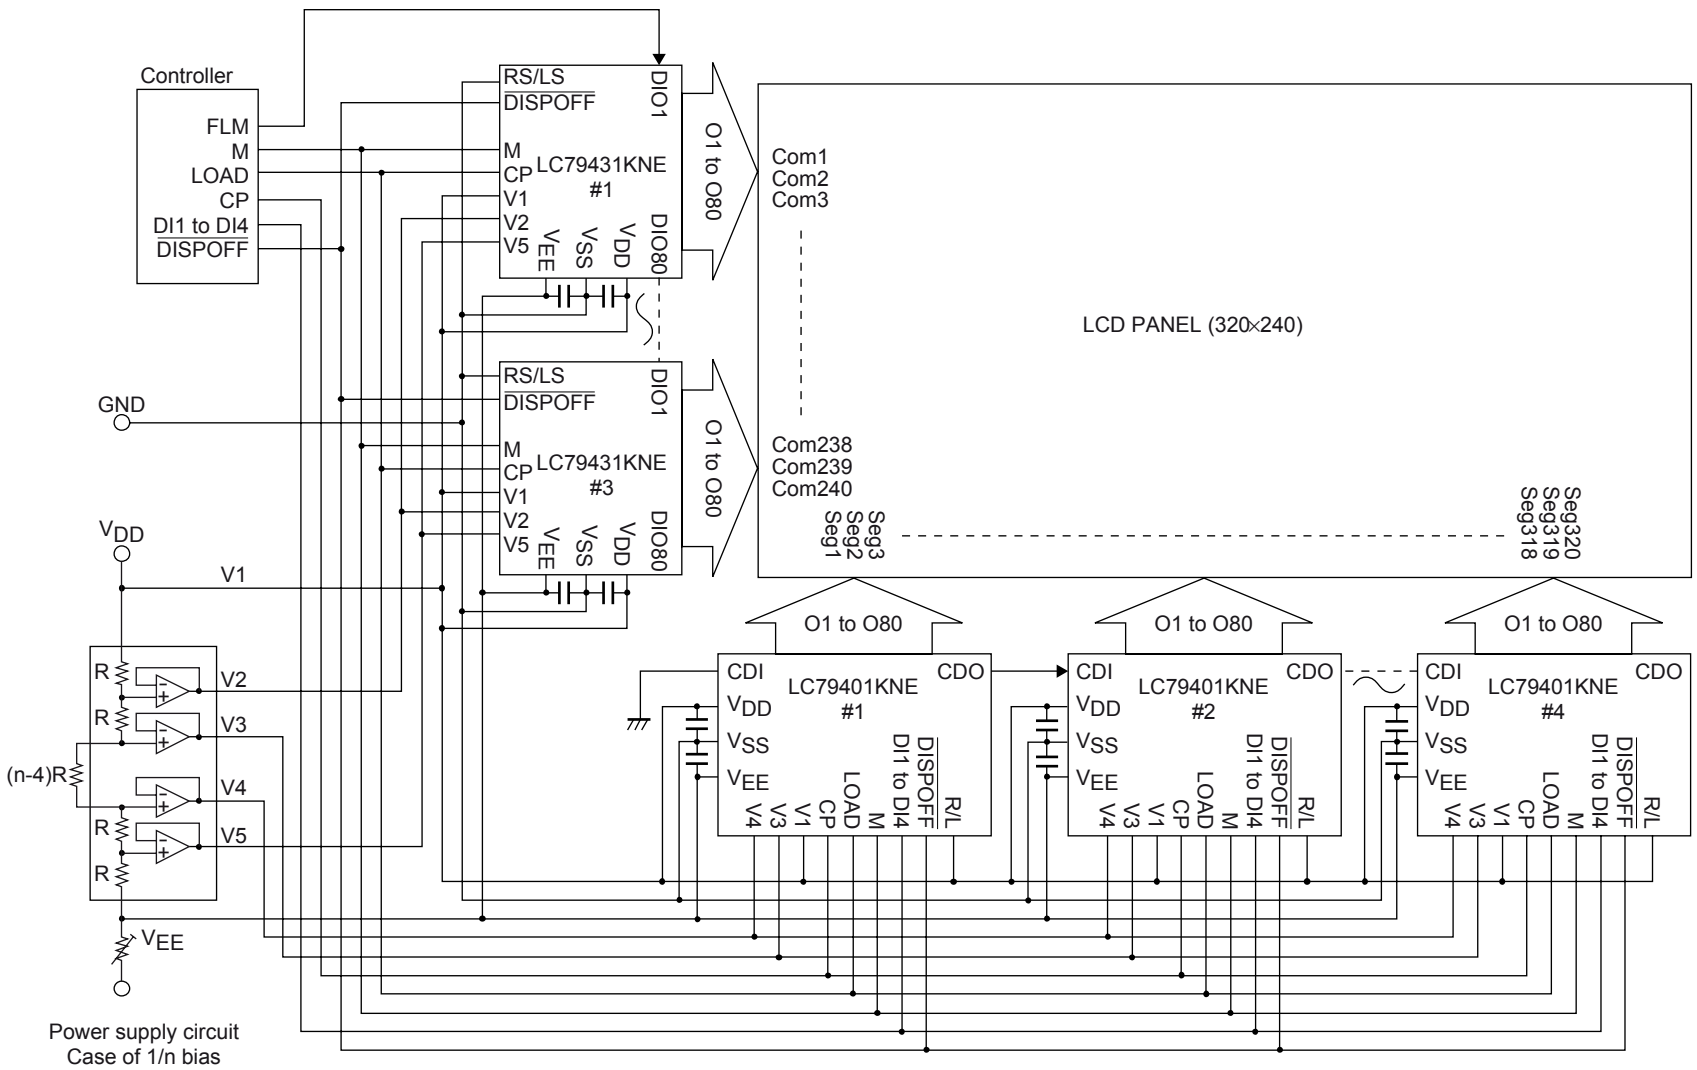 Controller
FLM
M
LOAD
CP
DI1 to DI4
DISPOFF
RS/LS
DISPOFF
M
CP
V1
V2
V5
LC79431KNE
#1
DIO1
DIO80
VEE
VSS
VDD
O1 to O80
Com1
Com2
Com3
LCD PANEL (320×240)
GND
RS/LS
DISPOFF
M
CP
V1
V2
V5
LC79431KNE
#3
DIO1
DIO80
VEE
VSS
VDD
O1 to O80
Com238
Com239
Com240
Seg1
Seg2
Seg3
Seg318
Seg319
Seg320
VDD
V1
R
V2
R
V3
(n-4)R
V4
R
V5
R
VEE
Power supply circuit
Case of 1/n bias
O1 to O80
CDI
CDO
LC79401KNE
#1
VDD
VSS
VEE
V4
V3
V1
CP
LOAD
M
DI1 to DI4
DISPOFF
R/L
O1 to O80
CDI
CDO
LC79401KNE
#2
VDD
VSS
VEE
V4
V3
V1
CP
LOAD
M
DI1 to DI4
DISPOFF
R/L
O1 to O80
CDI
CDO
LC79401KNE
#4
VDD
VSS
VEE
V4
V3
V1
CP
LOAD
M
DI1 to DI4
DISPOFF
R/L